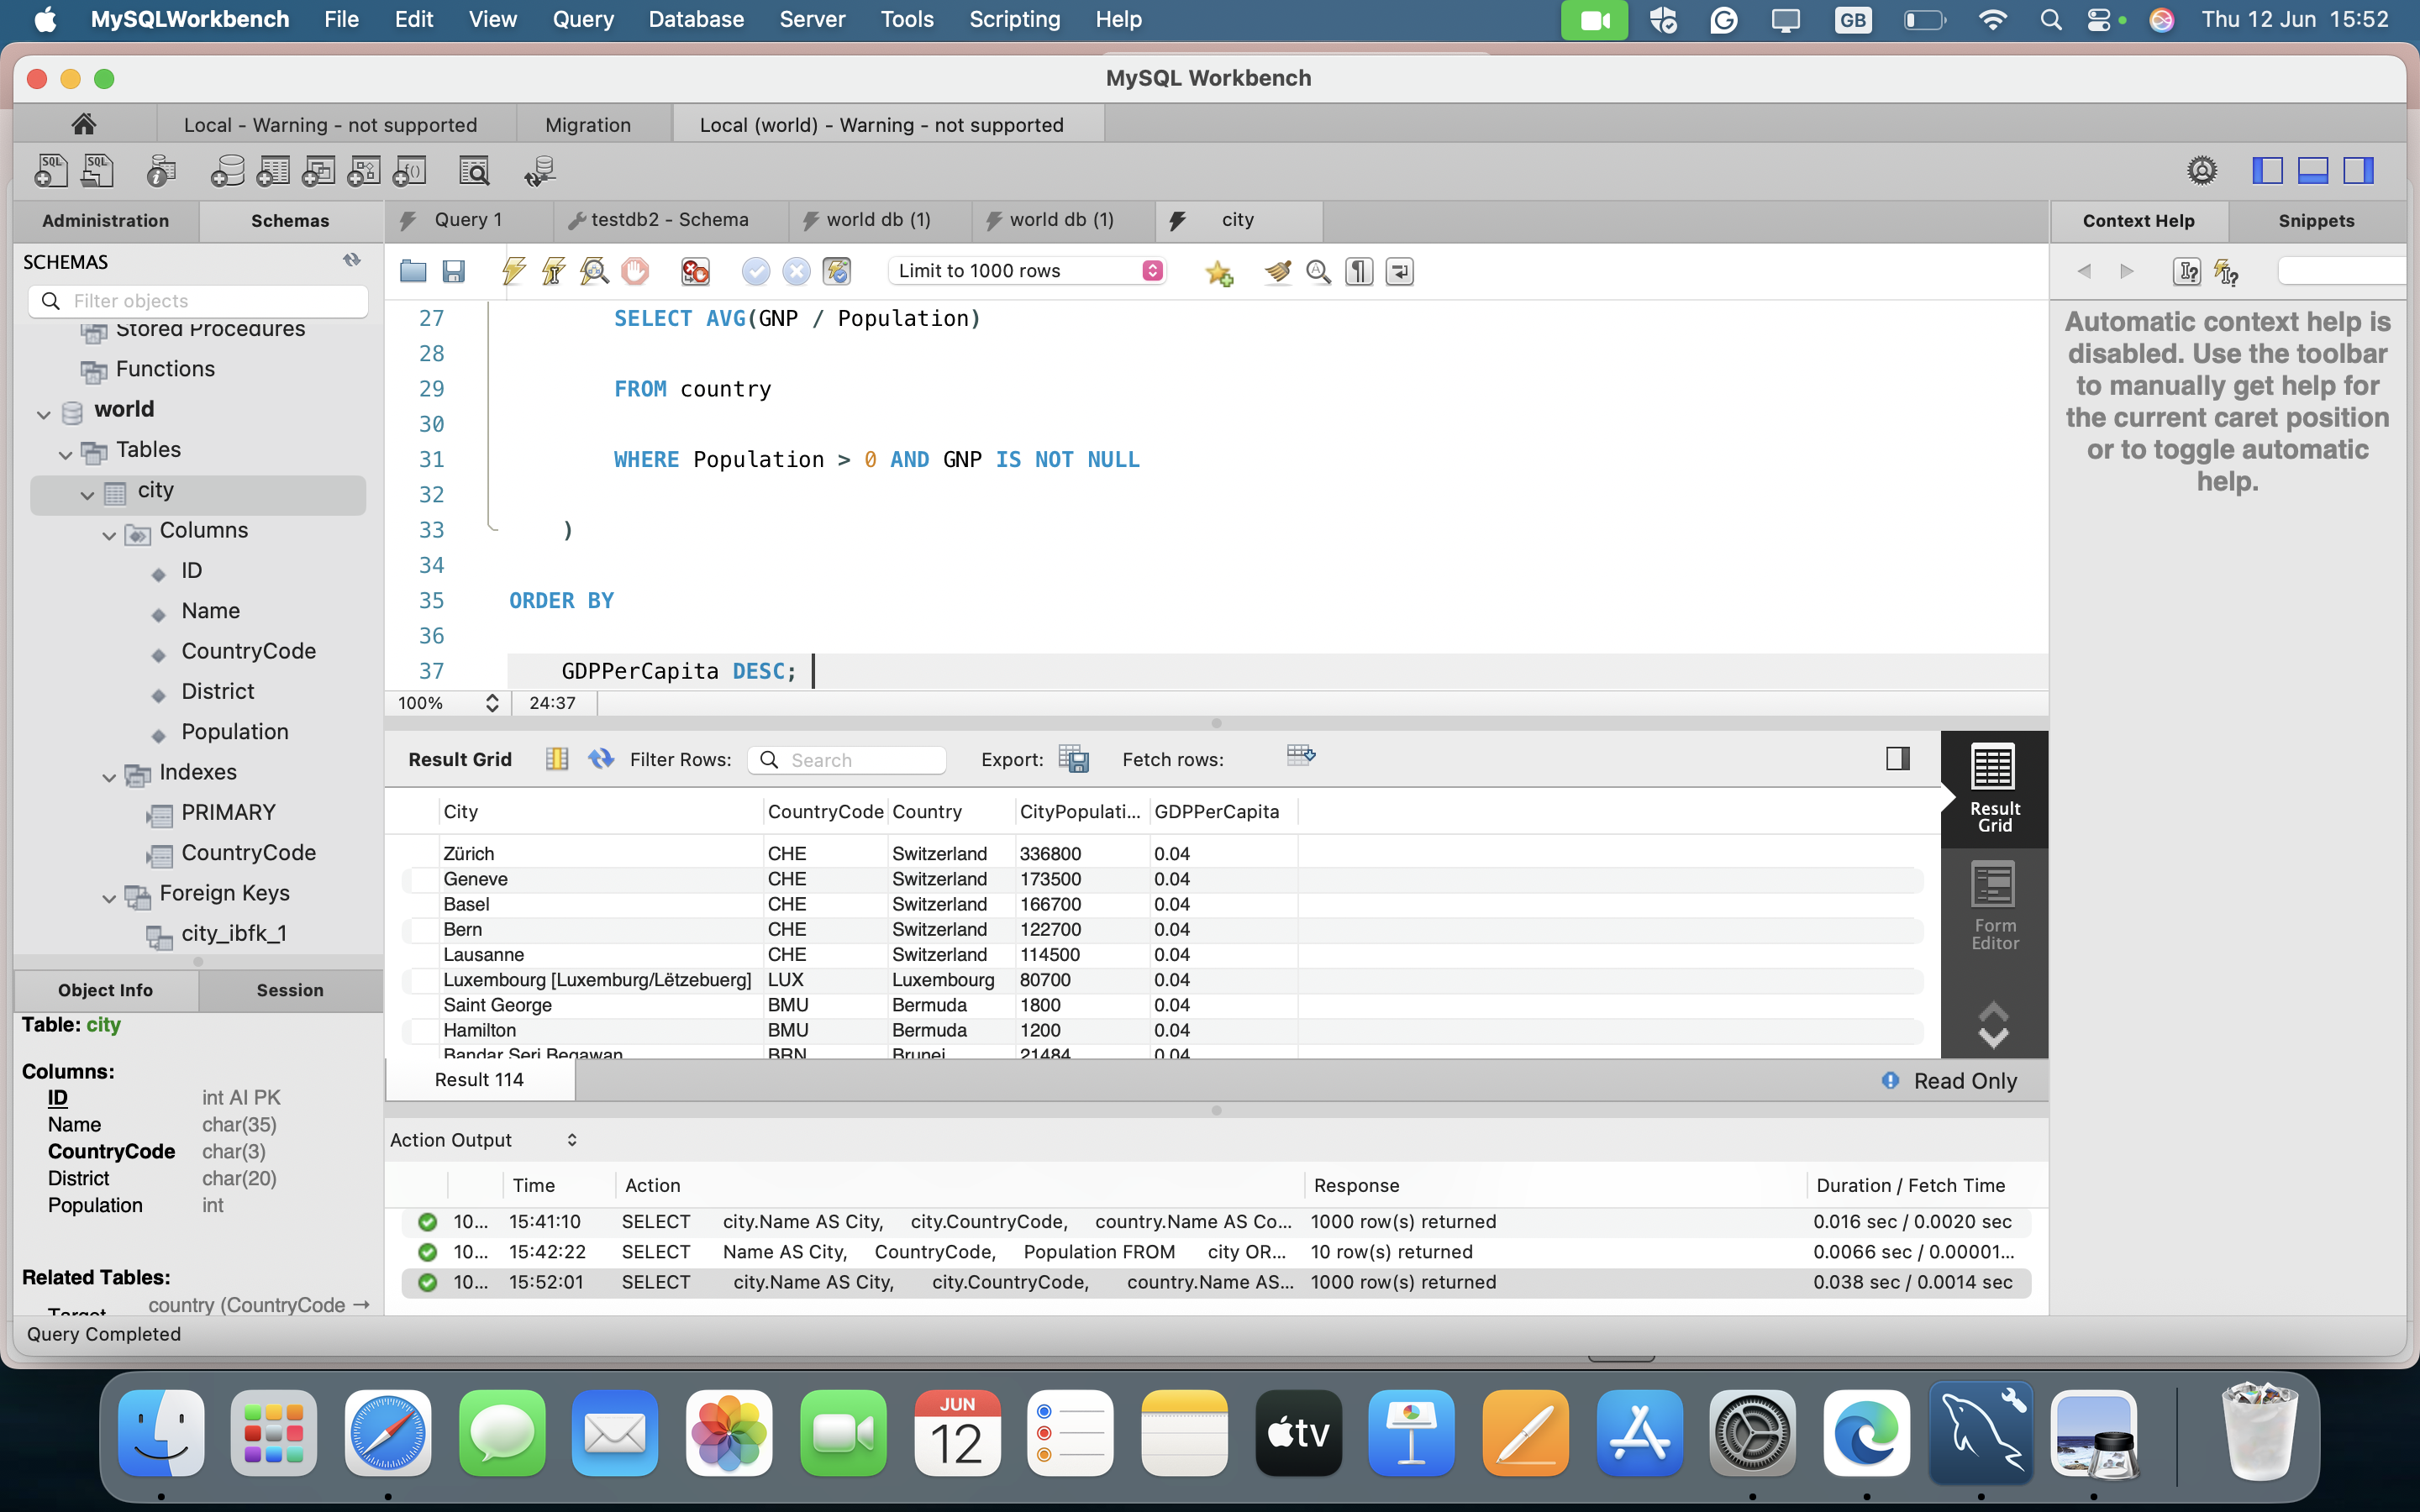 MySQLWorkbench File Edit View Query Database Server Tools Scripting Help GB Thu 12 Jun 15:52
MySQL Workbench
Local - Warning - not supported Migration Local (world) - Warning - not supported
Administration Schemas Query 1 testdb2 - Schema world db (1) world db (1) city Context Help Snippets
SCHEMAS
Filter objects
Stored Procedures
Functions
world
Tables
city
Columns
ID
Name
CountryCode
District
Population
Indexes
PRIMARY
CountryCode
Foreign Keys
city_ibfk_1
Object Info Session
Table: city
Columns:
ID int AI PK
Name char(35)
CountryCode char(3)
District char(20)
Population int
Related Tables:
Target country (CountryCode →
Query Completed
Limit to 1000 rows
27 SELECT AVG(GNP / Population)
28
29 FROM country
30
31 WHERE Population > 0 AND GNP IS NOT NULL
32
33 )
34
35 ORDER BY
36
37 GDPPerCapita DESC;
100% 24:37
Result Grid Filter Rows: Search Export: Fetch rows:
City CountryCode Country CityPopulati... GDPPerCapita
Zürich CHE Switzerland 336800 0.04
Geneve CHE Switzerland 173500 0.04
Basel CHE Switzerland 166700 0.04
Bern CHE Switzerland 122700 0.04
Lausanne CHE Switzerland 114500 0.04
Luxembourg [Luxemburg/Lëtzebuerg] LUX Luxembourg 80700 0.04
Saint George BMU Bermuda 1800 0.04
Hamilton BMU Bermuda 1200 0.04
Bandar Seri Begawan BRN Brunei 21484 0.04
Result Grid
Form Editor
Result 114 Read Only
Action Output
Time Action Response Duration / Fetch Time
10... 15:41:10 SELECT city.Name AS City, city.CountryCode, country.Name AS Co... 1000 row(s) returned 0.016 sec / 0.0020 sec
10... 15:42:22 SELECT Name AS City, CountryCode, Population FROM city OR... 10 row(s) returned 0.0066 sec / 0.00001...
10... 15:52:01 SELECT city.Name AS City, city.CountryCode, country.Name AS... 1000 row(s) returned 0.038 sec / 0.0014 sec
Automatic context help is
disabled. Use the toolbar
to manually get help for
the current caret position
or to toggle automatic
help.
JUN
12
tv